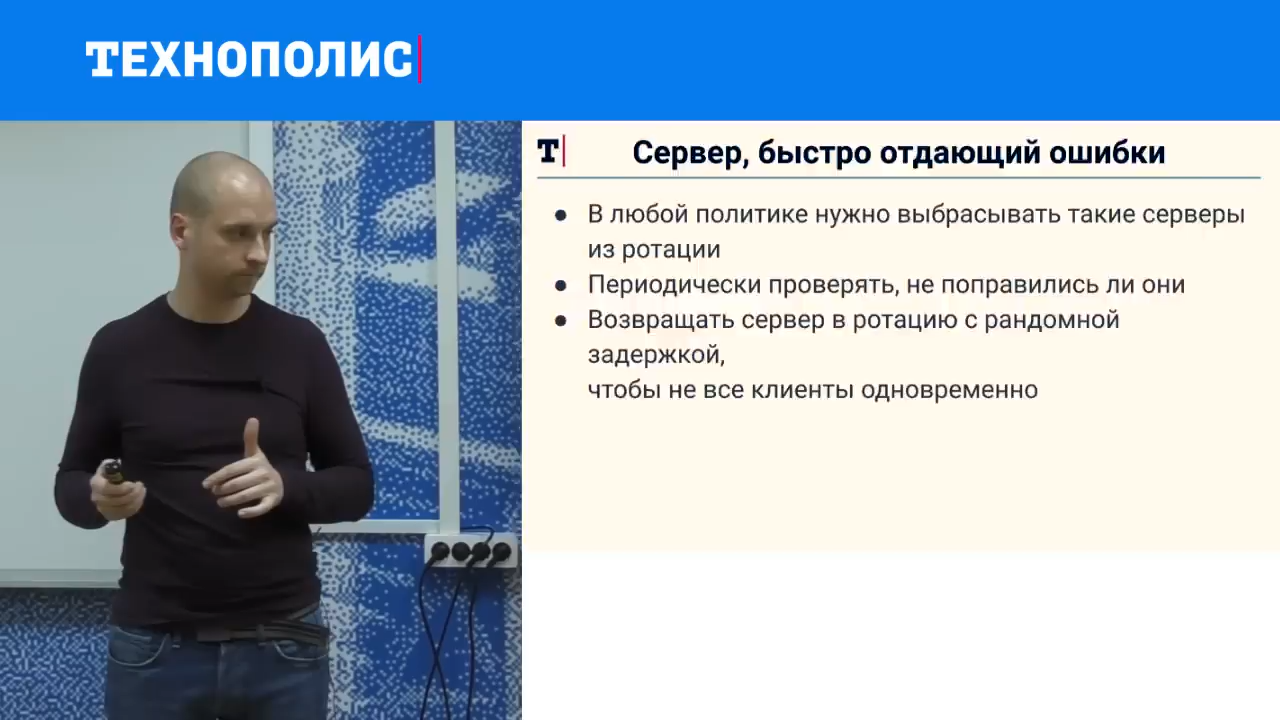 ТЕХНОПОЛИС
Т
Сервер, быстро отдающий ошибки
● В любой политике нужно выбрасывать такие серверы
из ротации
● Периодически проверять, не поправились ли они
● Возвращать сервер в ротацию с рандомной
задержкой,
чтобы не все клиенты одновременно